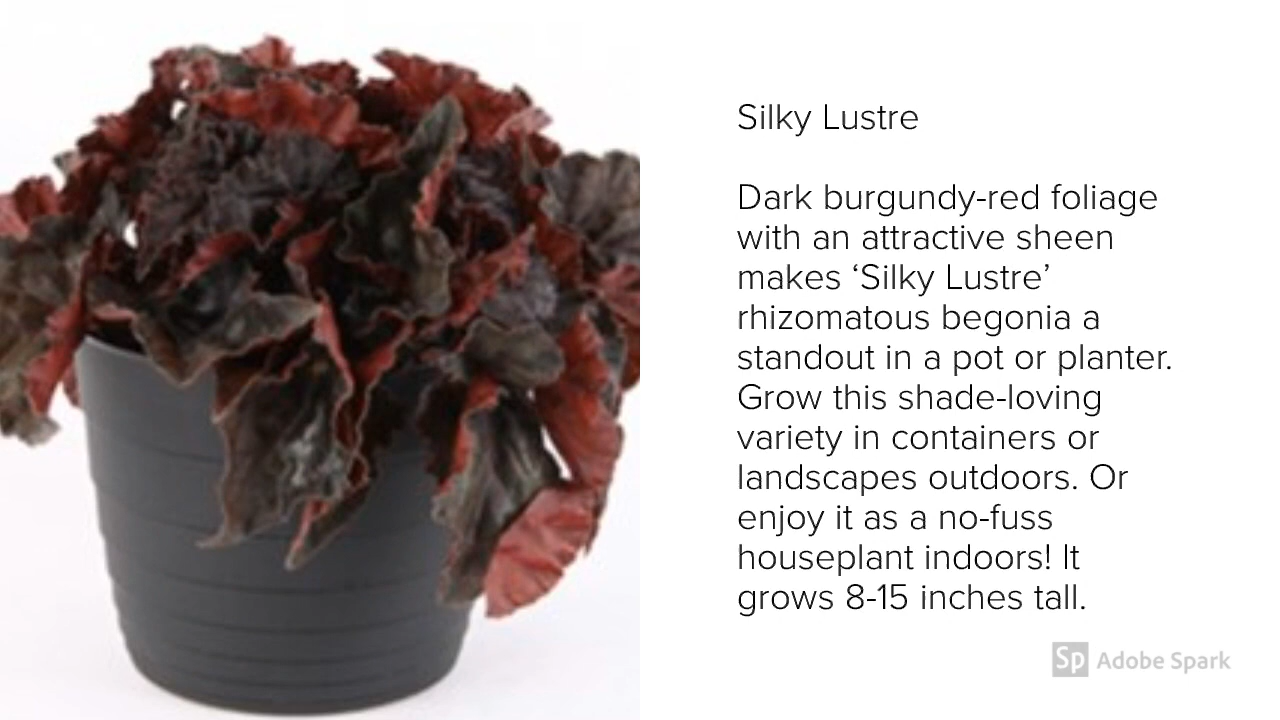 Silky Lustre
Dark burgundy-red foliage
with an attractive sheen
makes ‘Silky Lustre’
rhizomatous begonia a
standout in a pot or planter.
Grow this shade-loving
variety in containers or
landscapes outdoors. Or
enjoy it as a no-fuss
houseplant indoors! It
grows 8-15 inches tall.
Sp Adobe Spark